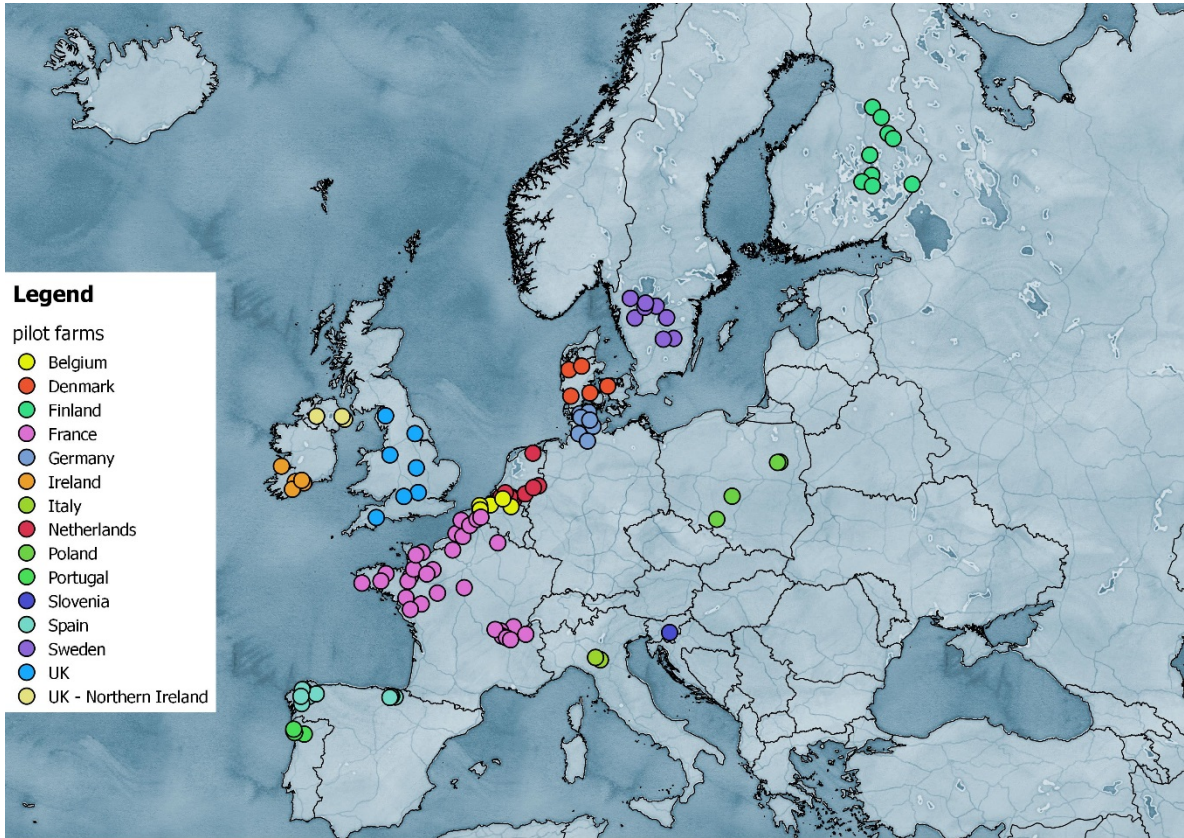 Legend
pilot farms
Belgium
Denmark
Finland
France
Germany
Ireland
Italy
Netherlands
Poland
Portugal
Slovenia
Spain
Sweden
UK
UK - Northern Ireland